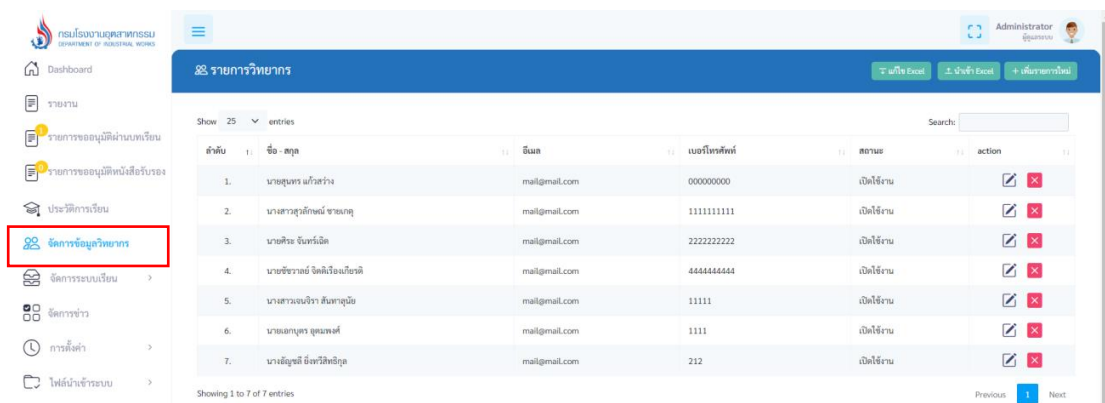 กรมโรงงานอุตสาหกรรม
DEPARTMENT OF INDUSTRIAL WORKS
Administrator
ผู้ดูแลระบบ
Dashboard
รายงาน
1
รายการขออนุมัติผ่านบทเรียน
รายการขออนุมัติหนังสือรับรอง
ประวัติการเรียน
จัดการข้อมูลวิทยากร
จัดการระบบเรียน
จัดการข่าว
การตั้งค่า
ไฟล์นำเข้าระบบ
รายการวิทยากร
แก้ไข Excel
นำเข้า Excel
+ เพิ่มรายการใหม่
Show 25 entries
Search:
ลำดับ ชื่อ - สกุล อีเมล เบอร์โทรศัพท์ สถานะ action
1. นายสุนทร แก้วสว่าง mail@mail.com 000000000 เปิดใช้งาน
2. นางสาวสุวลักษณ์ ชายเกตุ mail@mail.com 1111111111 เปิดใช้งาน
3. นายศิระ จันทร์เฉิด mail@mail.com 2222222222 เปิดใช้งาน
4. นายชัชวาลย์ จิตติเรืองเกียรติ mail@mail.com 4444444444 เปิดใช้งาน
5. นางสาวเจนจิรา สันทาลุนัย mail@mail.com 11111 เปิดใช้งาน
6. นายเอกบุตร อุตมพงศ์ mail@mail.com 1111 เปิดใช้งาน
7. นางอัญชลี ยิ่งทวีสิทธิกุล mail@mail.com 212 เปิดใช้งาน
Showing 1 to 7 of 7 entries
Previous 1 Next